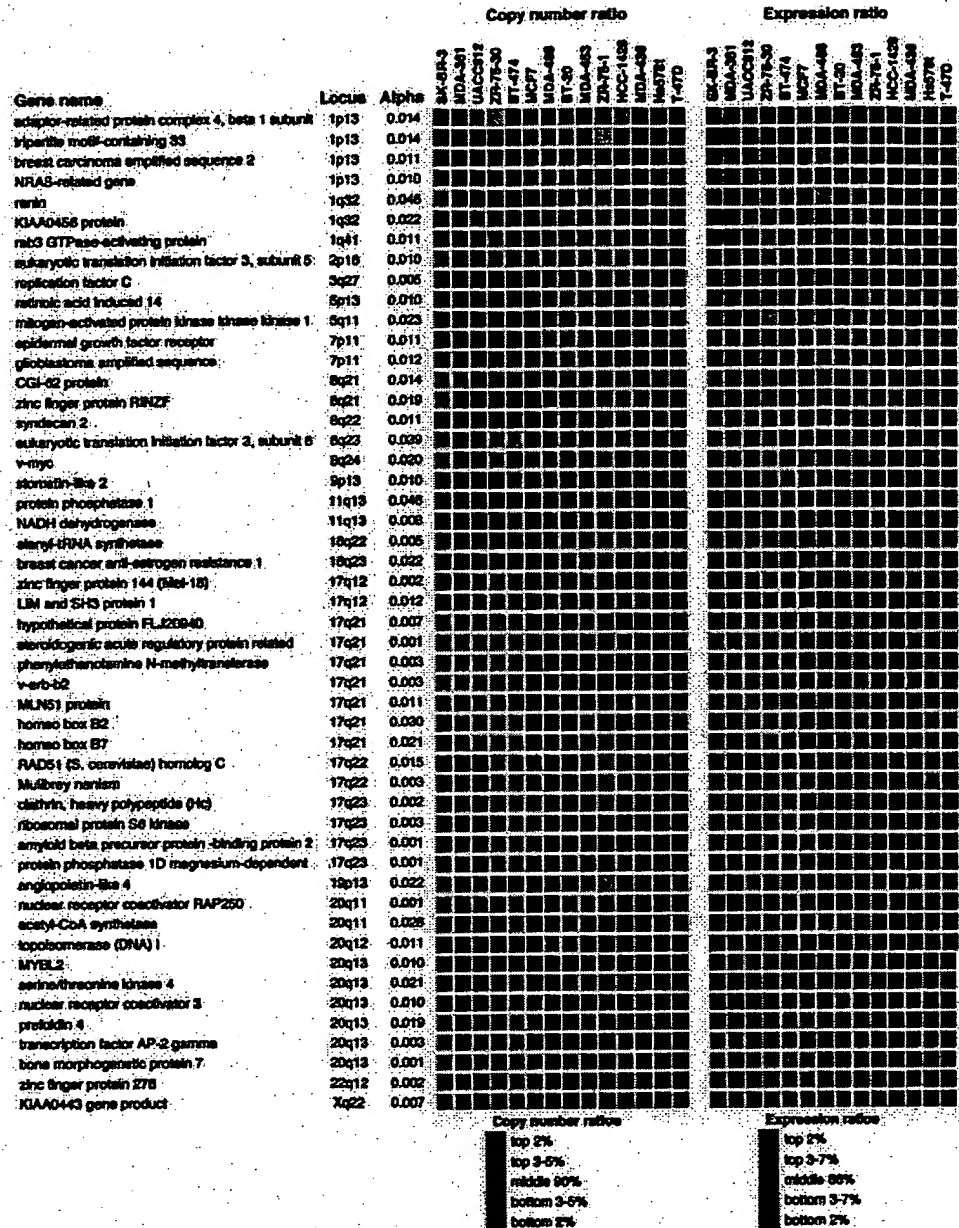 Copy number ratio Expression ratio
SK-BR-3 MDA-361 UACC812 ZR-75-30 BT-474 MCF7 MDA-468 BT-20 MDA-453 ZR-75-1 HCC-1428 MDA-436 Hs578t T-47D SK-BR-3 MDA-361 UACC812 ZR-75-30 BT-474 MCF7 MDA-468 BT-20 MDA-453 ZR-75-1 HCC-1428 MDA-436 Hs578t T-47D
Gene name Locus Alpha
adaptor-related protein complex 4, beta 1 subunit 1p13 0.014
tripartite motif-containing 33 1p13 0.014
breast carcinoma amplified sequence 2 1p13 0.011
NRAS-related gene 1p13 0.010
renin 1q32 0.046
KIAA0456 protein 1q32 0.022
rab3 GTPase-activating protein 1q41 0.011
eukaryotic translation initiation factor 3, subunit 5 2p16 0.010
replication factor C 3q27 0.005
retinoic acid induced 14 5p13 0.010
mitogen-activated protein kinase kinase kinase 1 5q11 0.023
epidermal growth factor receptor 7p11 0.011
glioblastoma amplified sequence 7p11 0.012
CGI-62 protein 8q21 0.014
zinc finger protein RINZF 8q21 0.019
syndecan 2 8q22 0.011
eukaryotic translation initiation factor 3, subunit 6 8q23 0.039
v-myc 8q24 0.020
stomatin-like 2 9p13 0.010
protein phosphatase 1 11q13 0.046
NADH dehydrogenase 11q13 0.008
alanyl-tRNA synthetase 16q22 0.005
breast cancer anti-estrogen resistance 1 16q23 0.022
zinc finger protein 144 (Mel-18) 17q12 0.002
LIM and SH3 protein 1 17q12 0.012
hypothetical protein FLJ20940 17q21 0.007
steroidogenic acute regulatory protein related 17q21 0.001
phenylethanolamine N-methyltransferase 17q21 0.003
v-erb-b2 17q21 0.003
MLN51 protein 17q21 0.011
homeo box B2 17q21 0.030
homeo box B7 17q21 0.021
RAD51 (S. cerevisiae) homolog C 17q22 0.015
Mulibrey nanism 17q22 0.003
clathrin, heavy polypeptide (Hc) 17q23 0.002
ribosomal protein S6 kinase 17q23 0.003
amyloid beta precursor protein -binding protein 2 17q23 0.001
protein phosphatase 1D magnesium-dependent 17q23 0.001
angiopoietin-like 4 19p13 0.022
nuclear receptor coactivator RAP250 20q11 0.001
acetyl-CoA synthetase 20q11 0.026
topoisomerase (DNA) I 20q12 0.011
MYBL2 20q13 0.010
serine/threonine kinase 4 20q13 0.021
nuclear receptor coactivator 3 20q13 0.010
prefoldin 4 20q13 0.019
transcription factor AP-2 gamma 20q13 0.003
bone morphogenetic protein 7 20q13 0.001
zinc finger protein 278 22q12 0.002
KIAA0443 gene product Xq22 0.007
Copy number ratios Expression ratios
top 2% top 2%
top 3-5% top 3-7%
middle 90% middle 86%
bottom 3-5% bottom 3-7%
bottom 2% bottom 2%